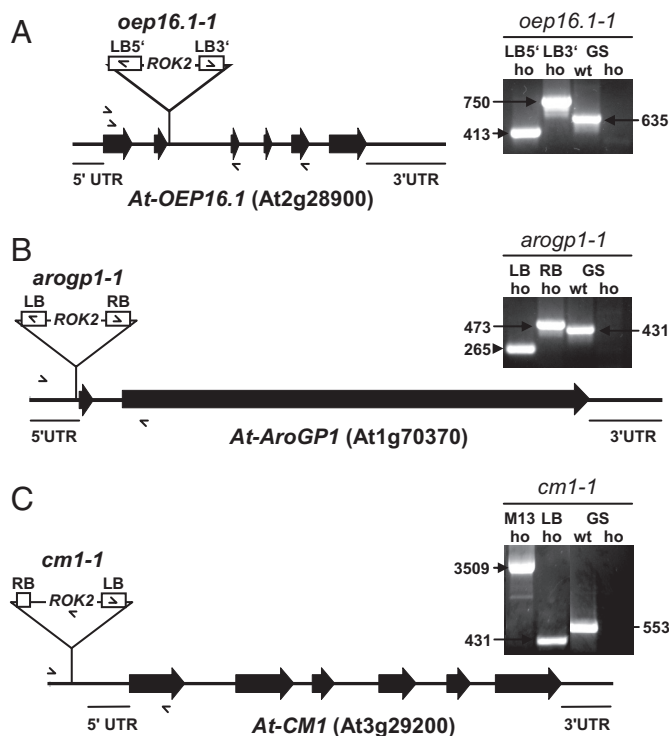 A
oep16.1-1
LB5‘ LB3‘
ROK2
5' UTR
3'UTR
At-OEP16.1 (At2g28900)
oep16.1-1
LB5‘ LB3‘ GS
ho ho wt ho
750
413
635
B
arogp1-1
LB RB
ROK2
5'UTR
3'UTR
At-AroGP1 (At1g70370)
arogp1-1
LB RB GS
ho ho wt ho
473
265
431
C
cm1-1
RB LB
ROK2
5' UTR
3'UTR
At-CM1 (At3g29200)
cm1-1
M13 LB GS
ho ho wt ho
3509
431
553